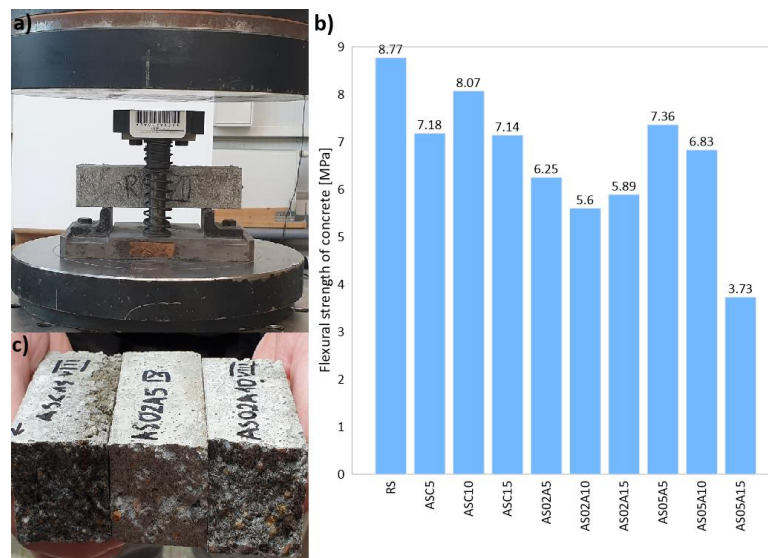 a)
b)
Flexural strength of concrete [MPa]
9
8
7
6
5
4
3
2
1
0
8.77
7.18
8.07
7.14
6.25
5.6
5.89
7.36
6.83
3.73
RS
ASC5
ASC10
ASC15
AS02A5
AS02A10
AS02A15
AS05A5
AS05A10
AS05A15
c)
AS02A5 IX
AS02A10 VIII